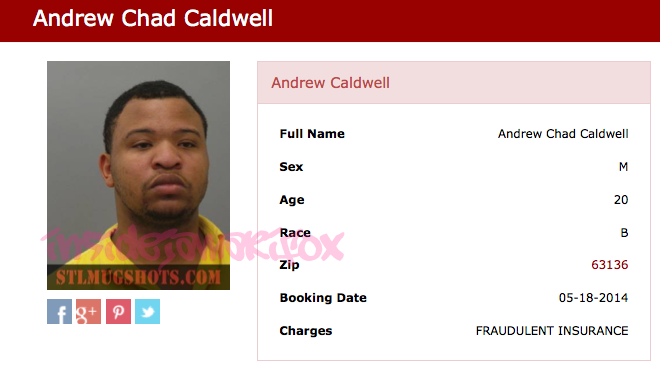 Andrew Chad Caldwell
Andrew Caldwell
Full Name Andrew Chad Caldwell
Sex M
Age 20
Race B
Zip 63136
Booking Date 05-18-2014
Charges FRAUDULENT INSURANCE
STLMUGSHOTS.COM
f g+